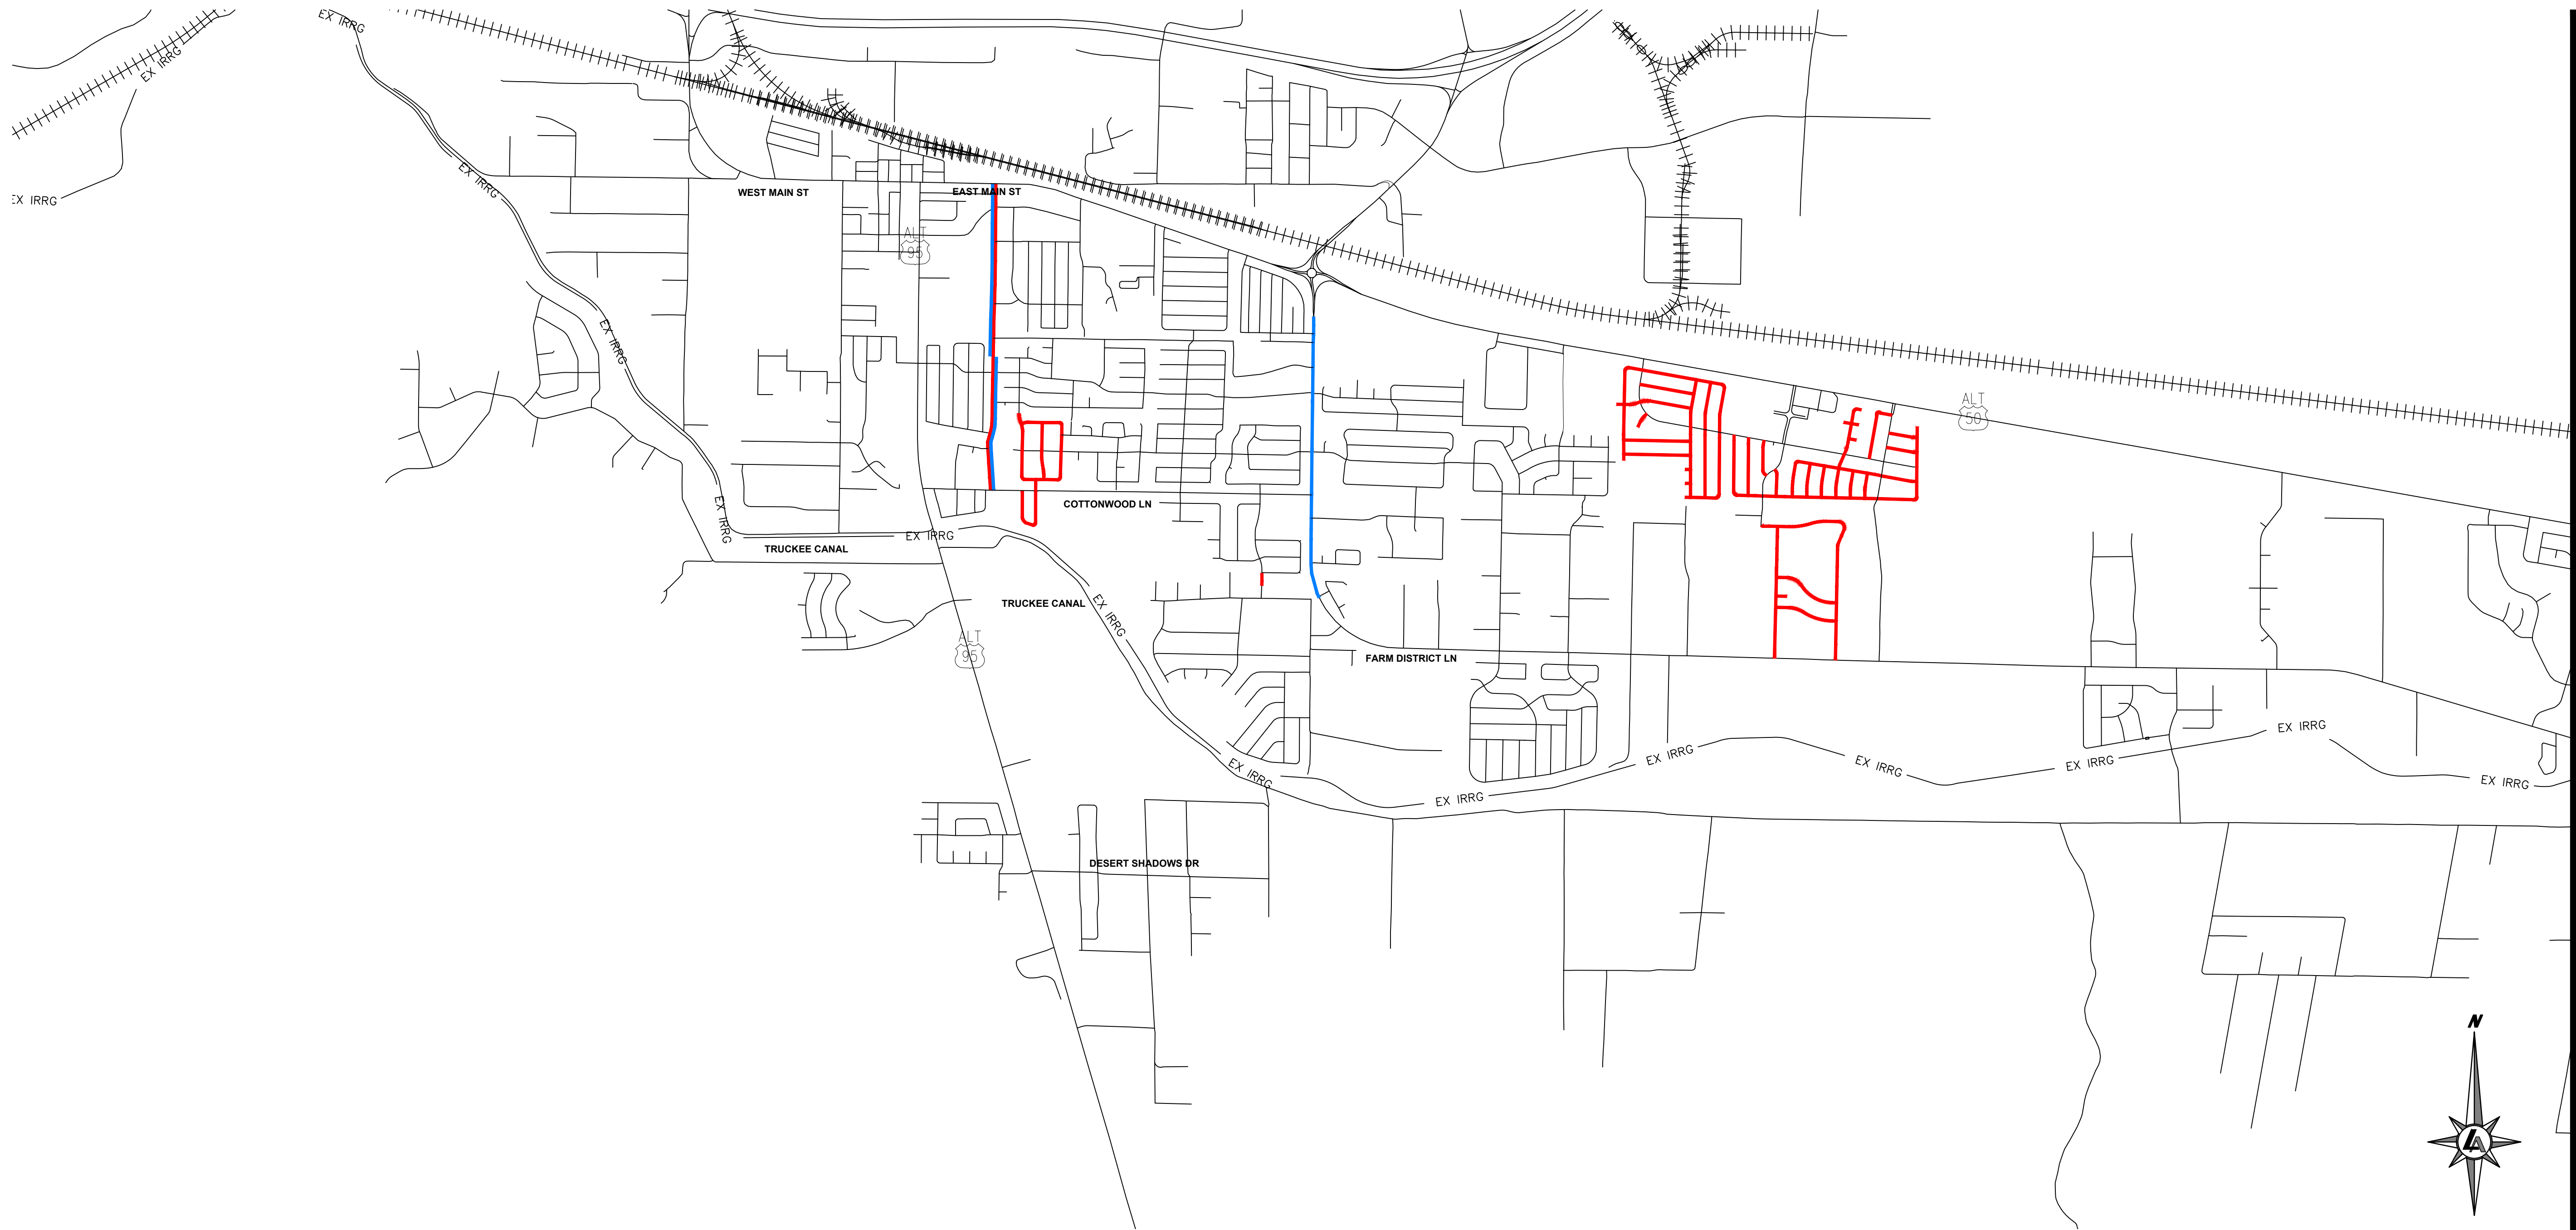 EX IRRG
EX IRRG
EX IRRG
EX IRRG
WEST MAIN ST
EAST MAIN ST
ALT
95
EX IRRG
ALT
50
EX IRRG
COTTONWOOD LN
EX IRRG
TRUCKEE CANAL
TRUCKEE CANAL
EX IRRG
ALT
95
FARM DISTRICT LN
EX IRRG
EX IRRG
EX IRRG
EX IRRG
EX IRRG
EX IRRG
EX IRRG
DESERT SHADOWS DR
N
LA